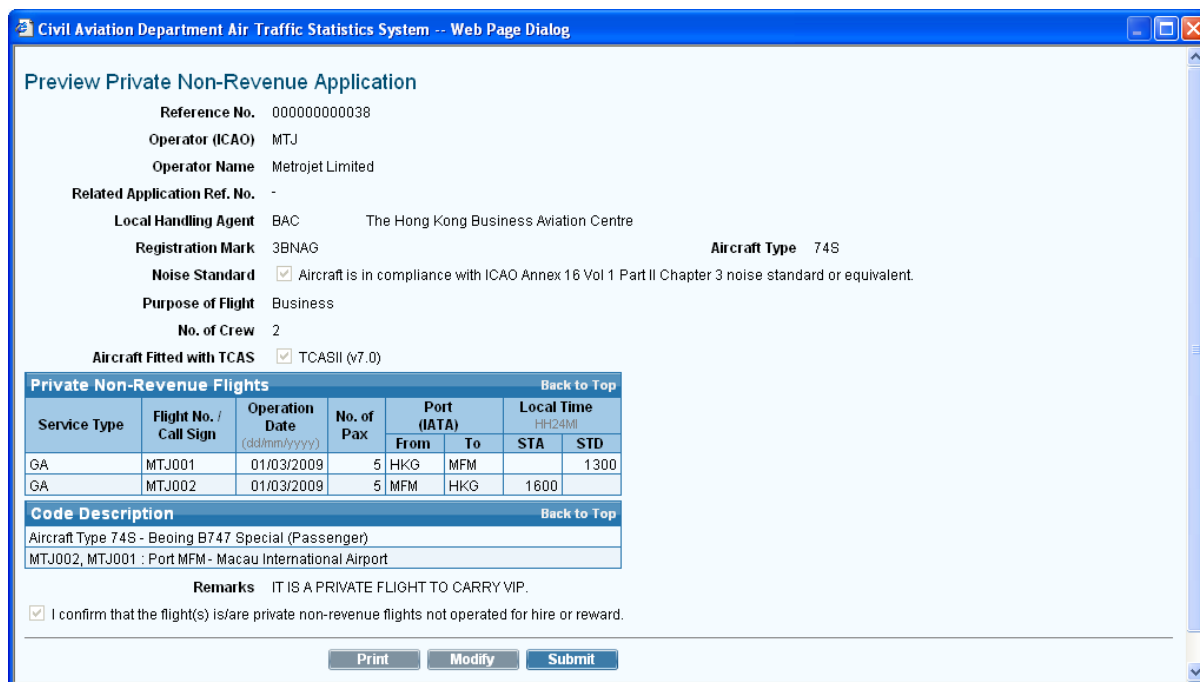 Civil Aviation Department Air Traffic Statistics System -- Web Page Dialog
Preview Private Non-Revenue Application
Reference No. 000000000038
Operator (ICAO) MTJ
Operator Name Metrojet Limited
Related Application Ref. No. -
Local Handling Agent BAC The Hong Kong Business Aviation Centre
Registration Mark 3BNAG Aircraft Type 74S
Noise Standard Aircraft is in compliance with ICAO Annex 16 Vol 1 Part II Chapter 3 noise standard or equivalent.
Purpose of Flight Business
No. of Crew 2
Aircraft Fitted with TCAS TCASII (v7.0)
Private Non-Revenue Flights Back to Top
Service Type Flight No. / Call Sign Operation Date (dd/mm/yyyy) No. of Pax Port (IATA) Local Time HH24MI
From To STA STD
GA MTJ001 01/03/2009 5 HKG MFM 1300
GA MTJ002 01/03/2009 5 MFM HKG 1600
Code Description Back to Top
Aircraft Type 74S - Beoing B747 Special (Passenger)
MTJ002, MTJ001 : Port MFM - Macau International Airport
Remarks IT IS A PRIVATE FLIGHT TO CARRY VIP.
I confirm that the flight(s) is/are private non-revenue flights not operated for hire or reward.
Print Modify Submit